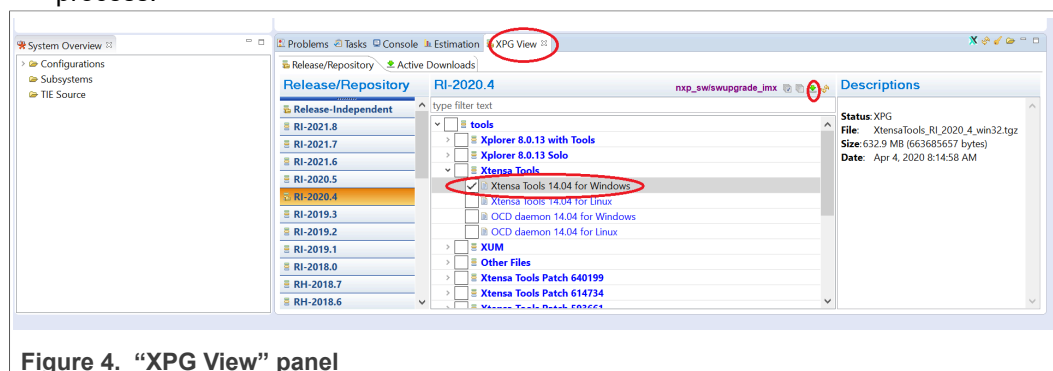 process.
System Overview
Configurations
Subsystems
TIE Source
Problems Tasks Console Estimation XPG View
Release/Repository Active Downloads
Release/Repository
Release-Independent
RI-2021.8
RI-2021.7
RI-2021.6
RI-2020.5
RI-2020.4
RI-2019.3
RI-2019.2
RI-2019.1
RI-2018.0
RH-2018.7
RH-2018.6
RI-2020.4 nxp_sw/swupgrade_imx
type filter text
tools
Xplorer 8.0.13 with Tools
Xplorer 8.0.13 Solo
Xtensa Tools
Xtensa Tools 14.04 for Windows
Xtensa Tools 14.04 for Linux
OCD daemon 14.04 for Windows
OCD daemon 14.04 for Linux
XUM
Other Files
Xtensa Tools Patch 640199
Xtensa Tools Patch 614734
Xtensa Tools Patch 593661
Descriptions
Status: XPG
File: XtensaTools_RI_2020_4_win32.tgz
Size: 632.9 MB (663685657 bytes)
Date: Apr 4, 2020 8:14:58 AM
Figure 4. “XPG View” panel